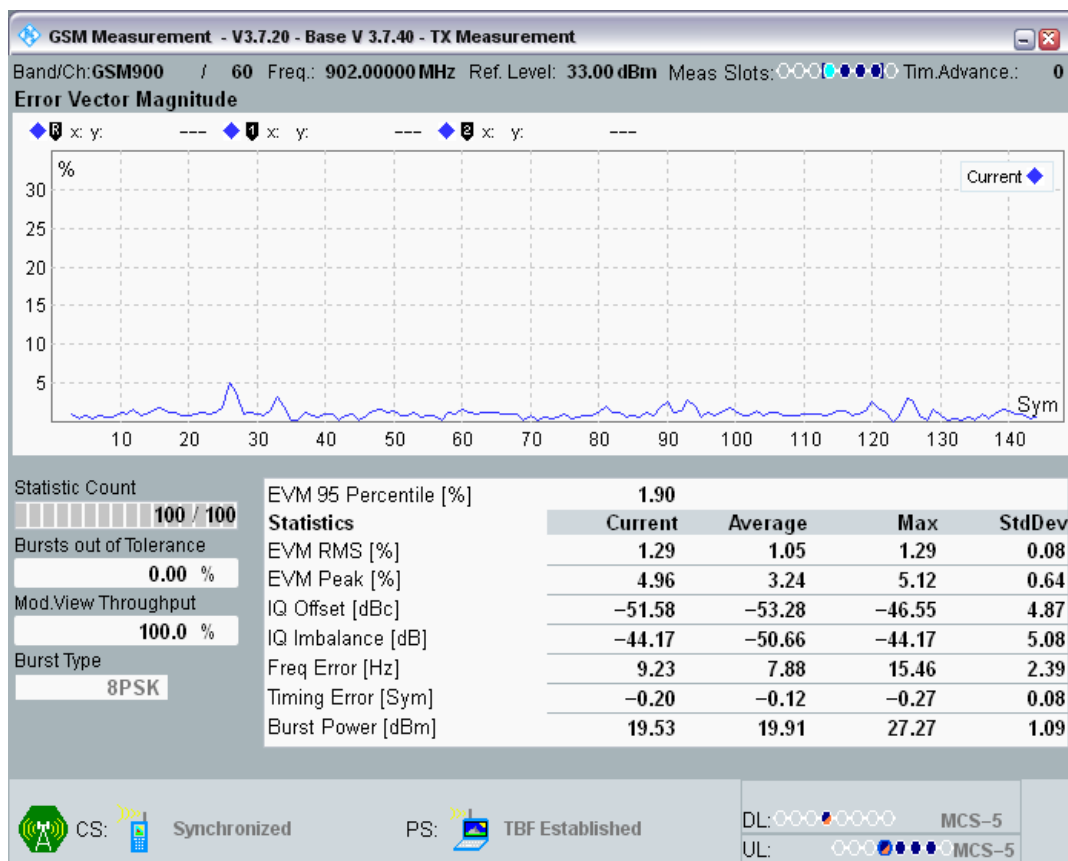 GSM Measurement - V3.7.20 - Base V 3.7.40 - TX Measurement
Band/Ch:GSM900 / 60 Freq.: 902.00000 MHz Ref. Level: 33.00 dBm Meas Slots: Tim.Advance.: 0
Error Vector Magnitude
R x: y: --- 1 x: y: --- 2 x: y: ---
%
Current
30
25
20
15
10
5
Sym
10 20 30 40 50 60 70 80 90 100 110 120 130 140
Statistic Count
100 / 100
Bursts out of Tolerance
0.00 %
Mod.View Throughput
100.0 %
Burst Type
8PSK
EVM 95 Percentile [%] 1.90
Statistics Current Average Max StdDev
EVM RMS [%] 1.29 1.05 1.29 0.08
EVM Peak [%] 4.96 3.24 5.12 0.64
IQ Offset [dBc] −51.58 −53.28 −46.55 4.87
IQ Imbalance [dB] −44.17 −50.66 −44.17 5.08
Freq Error [Hz] 9.23 7.88 15.46 2.39
Timing Error [Sym] −0.20 −0.12 −0.27 0.08
Burst Power [dBm] 19.53 19.91 27.27 1.09
CS: Synchronized PS: TBF Established
DL: MCS−5
UL: MCS−5